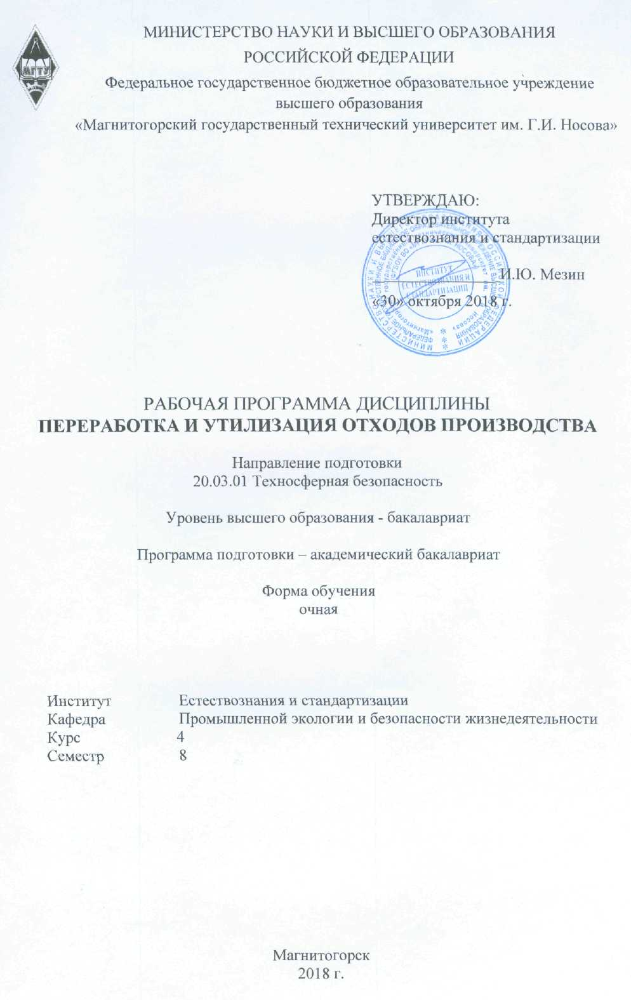 МГТУ
МИНИСТЕРСТВО НАУКИ И ВЫСШЕГО ОБРАЗОВАНИЯ
РОССИЙСКОЙ ФЕДЕРАЦИИ
Федеральное государственное бюджетное образовательное учреждение
высшего образования
«Магнитогорский государственный технический университет им. Г.И. Носова»
УТВЕРЖДАЮ:
Директор института
естествознания и стандартизации
И.Ю. Мезин
«30» октября 2018 г.
ИНСТИТУТ
ЕСТЕСТВОЗНАНИЯ И
СТАНДАРТИЗАЦИИ
РАБОЧАЯ ПРОГРАММА ДИСЦИПЛИНЫ
ПЕРЕРАБОТКА И УТИЛИЗАЦИЯ ОТХОДОВ ПРОИЗВОДСТВА
Направление подготовки
20.03.01 Техносферная безопасность
Уровень высшего образования - бакалавриат
Программа подготовки – академический бакалавриат
Форма обучения
очная
Институт Естествознания и стандартизации
Кафедра Промышленной экологии и безопасности жизнедеятельности
Курс 4
Семестр 8
Магнитогорск
2018 г.